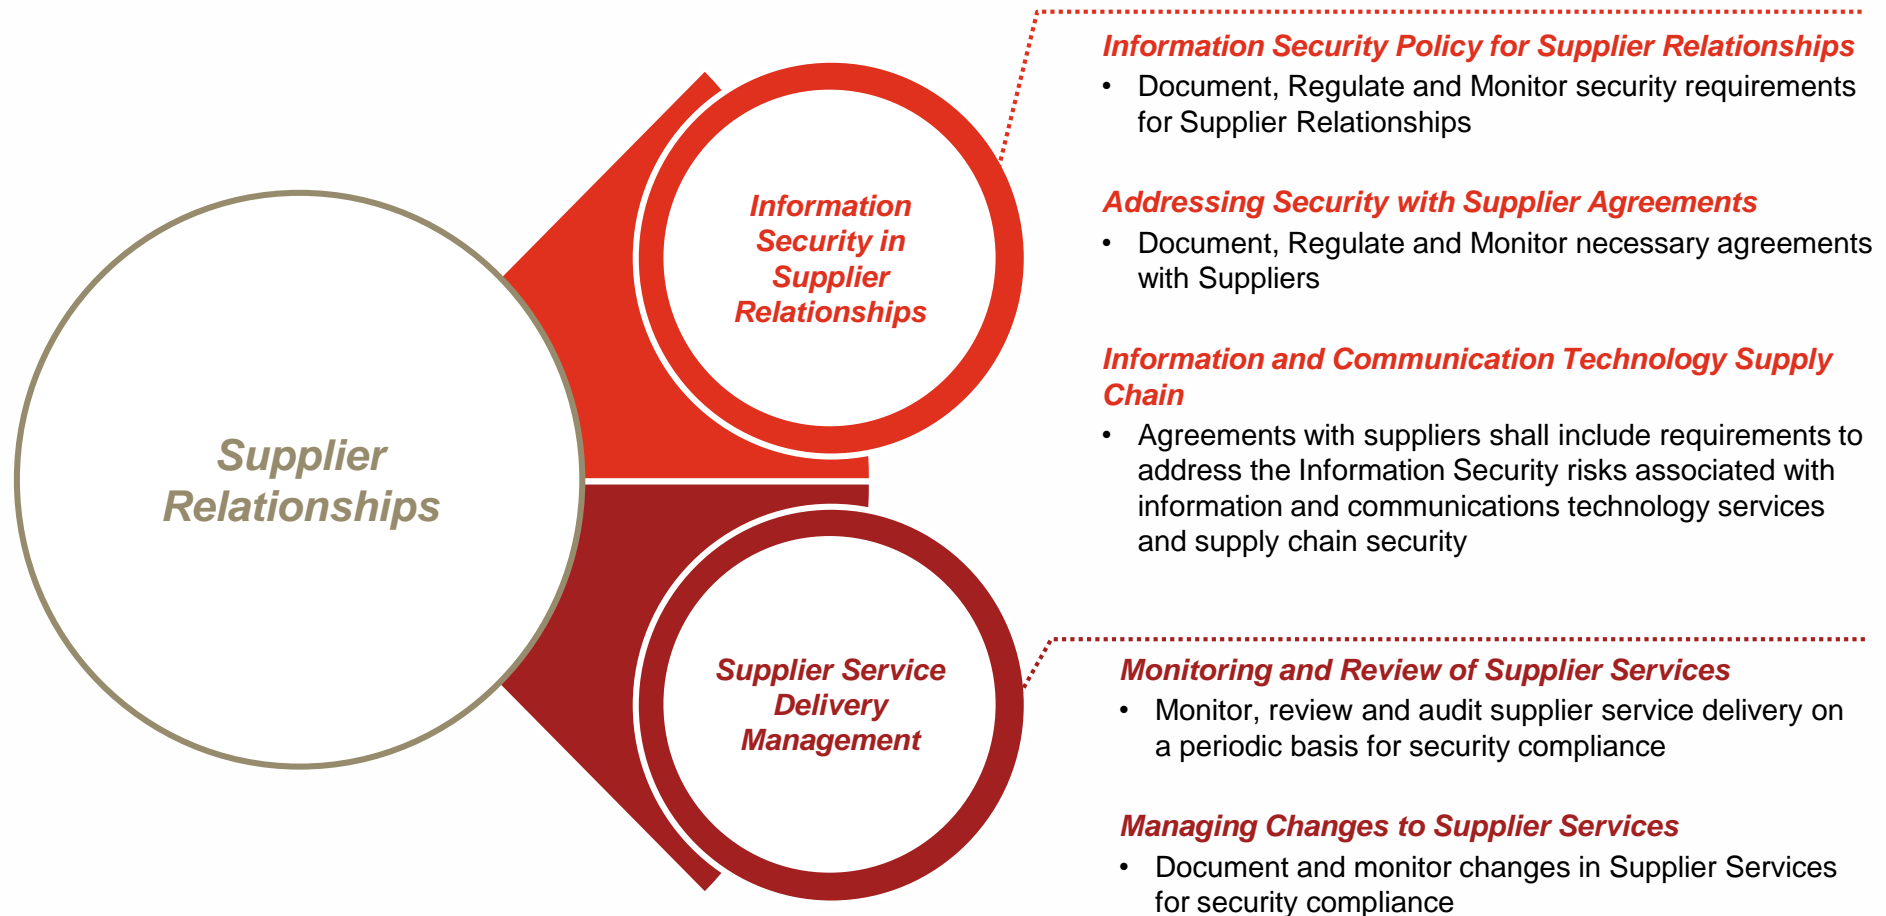 Supplier
Relationships
Information
Security in
Supplier
Relationships
Information Security Policy for Supplier Relationships
• Document, Regulate and Monitor security requirements
for Supplier Relationships
Addressing Security with Supplier Agreements
• Document, Regulate and Monitor necessary agreements
with Suppliers
Information and Communication Technology Supply
Chain
• Agreements with suppliers shall include requirements to
address the Information Security risks associated with
information and communications technology services
and supply chain security
Supplier Service
Delivery
Management
Monitoring and Review of Supplier Services
• Monitor, review and audit supplier service delivery on
a periodic basis for security compliance
Managing Changes to Supplier Services
• Document and monitor changes in Supplier Services
for security compliance